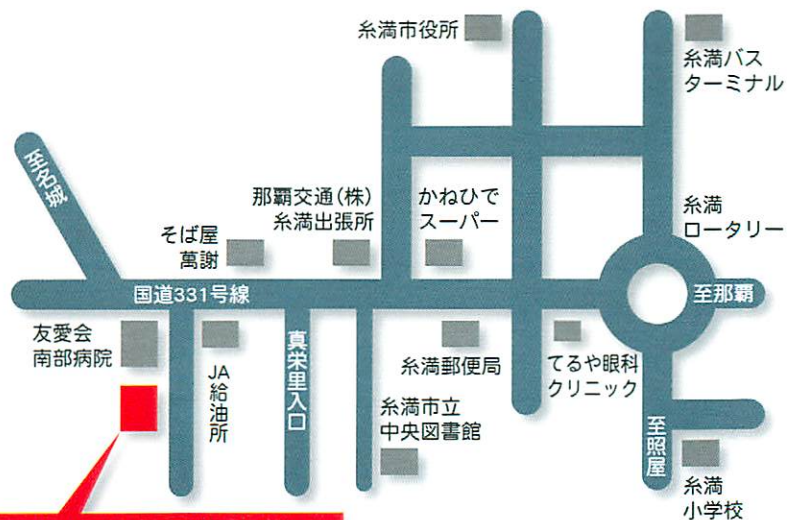 糸満市役所
糸満バス
ターミナル
至名城
那覇交通(株)
糸満出張所
かねひで
スーパー
糸満
ロータリー
そば屋
萬謝
国道331号線
至那覇
友愛会
南部病院
JA
給油所
真栄里入口
糸満郵便局
てるや眼科
クリニック
糸満市立
中央図書館
至照屋
糸満
小学校